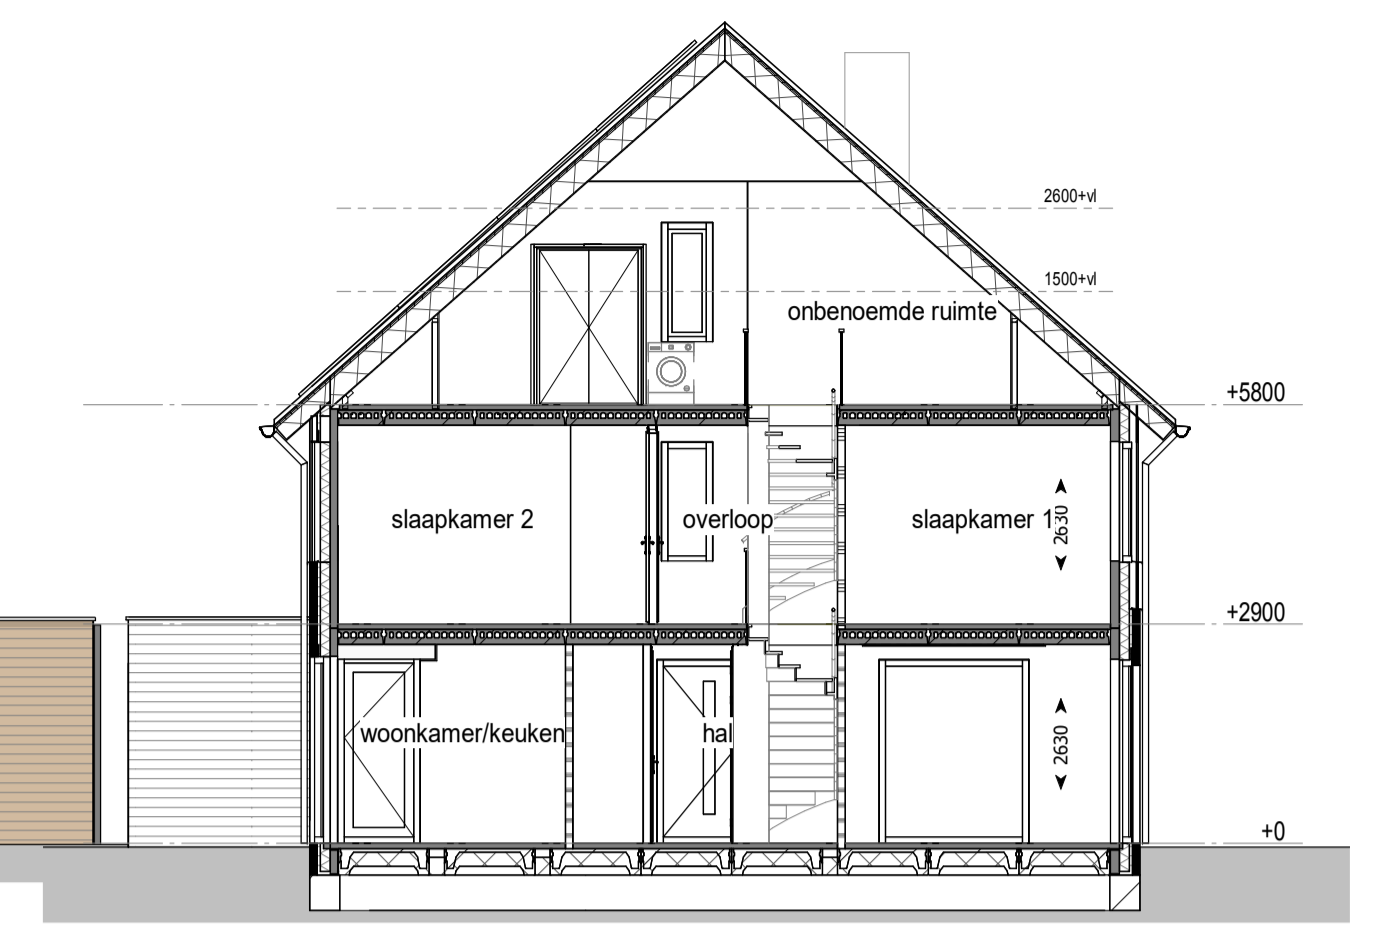 2600+vl
1500+vl
onbenoemde ruimte
+5800
slaapkamer 2
overloop
slaapkamer 1
2630
+2900
woonkamer/keuken
hal
2630
+0